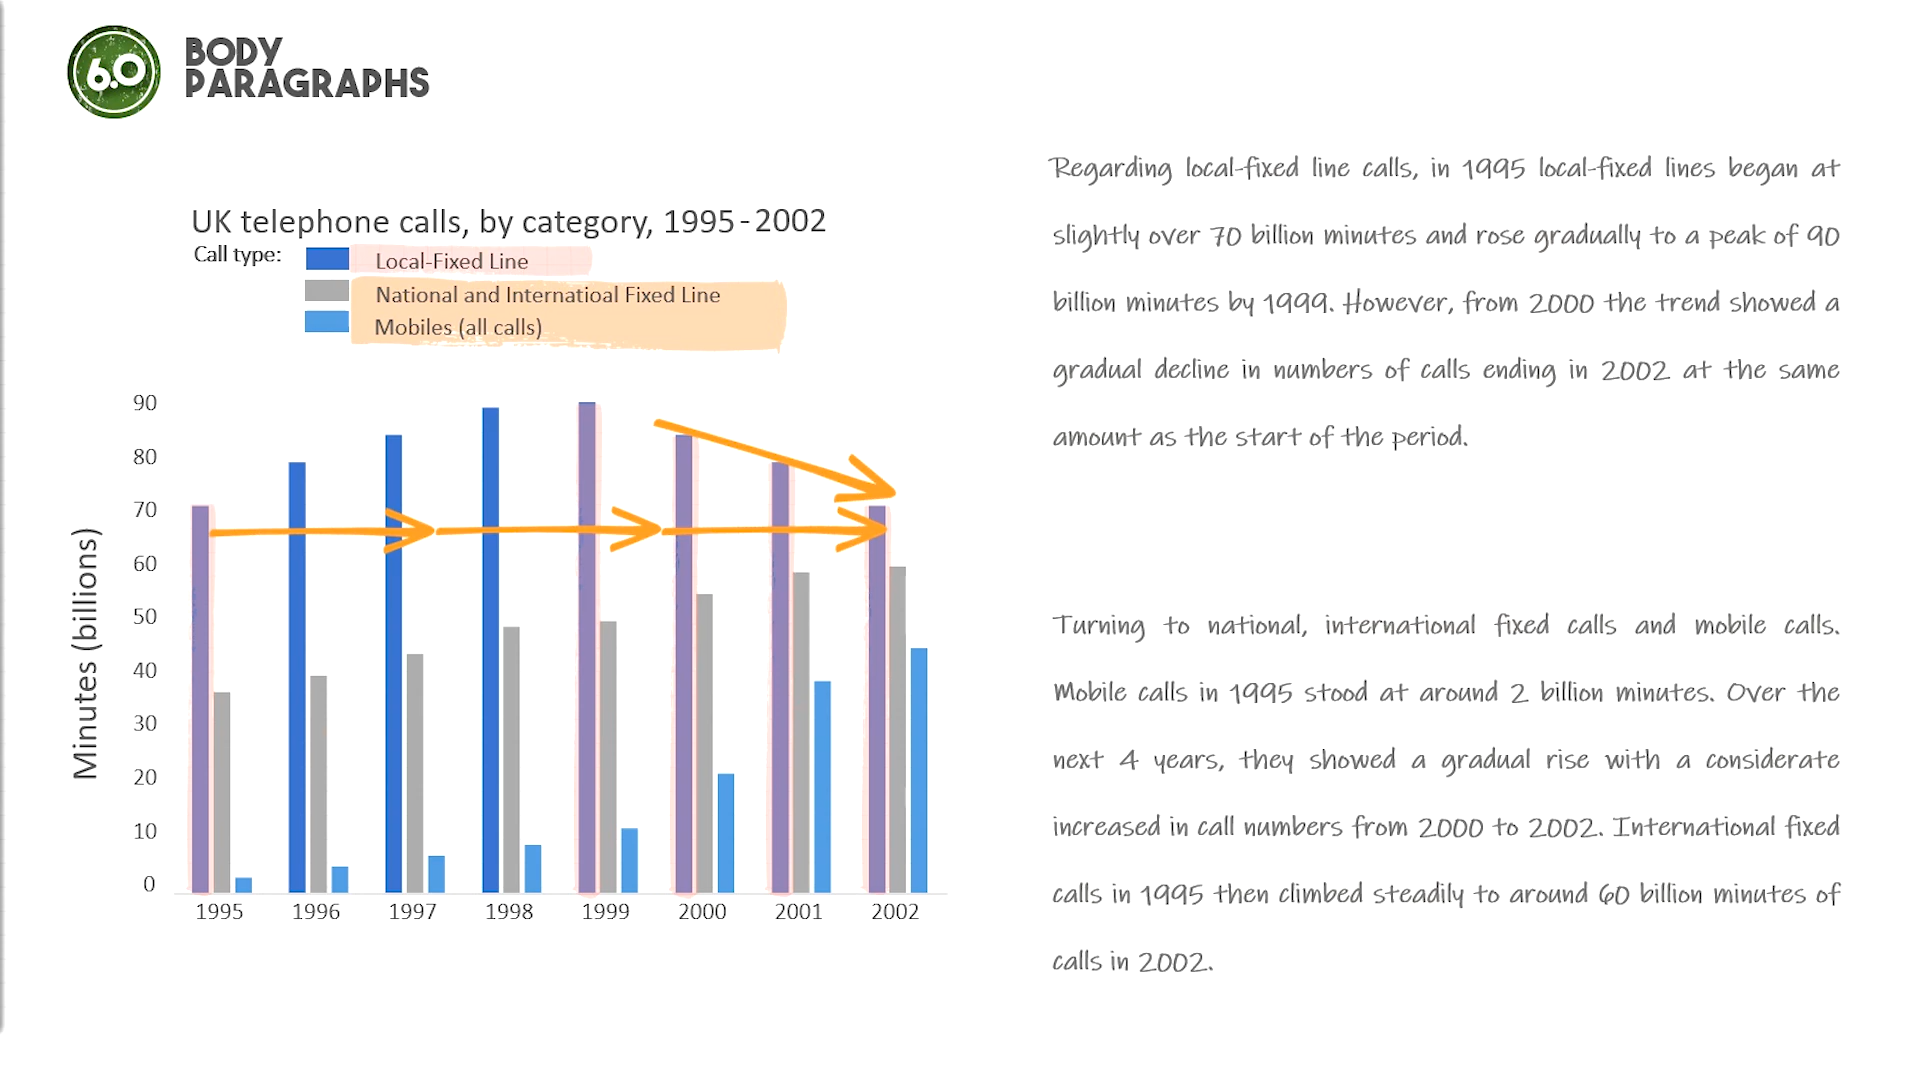 6.0
BODY
PARAGRAPHS
UK telephone calls, by category, 1995-2002
Call type:
Local-Fixed Line
National and Internatioal Fixed Line
Mobiles (all calls)
Minutes (billions)
90
80
70
60
50
40
30
20
10
0
1995 1996 1997 1998 1999 2000 2001 2002
Regarding local-fixed line calls, in 1995 local-fixed lines began at
slightly over 70 billion minutes and rose gradually to a peak of 90
billion minutes by 1999. However, from 2000 the trend showed a
gradual decline in numbers of calls ending in 2002 at the same
amount as the start of the period.
Turning to national, international fixed calls and mobile calls.
Mobile calls in 1995 stood at around 2 billion minutes. Over the
next 4 years, they showed a gradual rise with a considerate
increased in call numbers from 2000 to 2002. International fixed
calls in 1995 then climbed steadily to around 60 billion minutes of
calls in 2002.